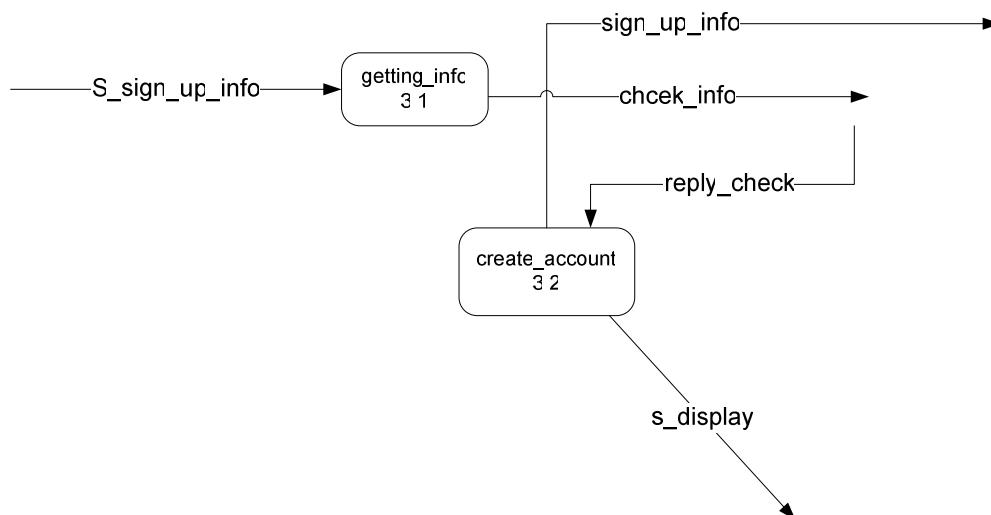 sign_up_info
S_sign_up_info
getting_info
3 1
chcek_info
reply_check
create_account
3 2
s_display